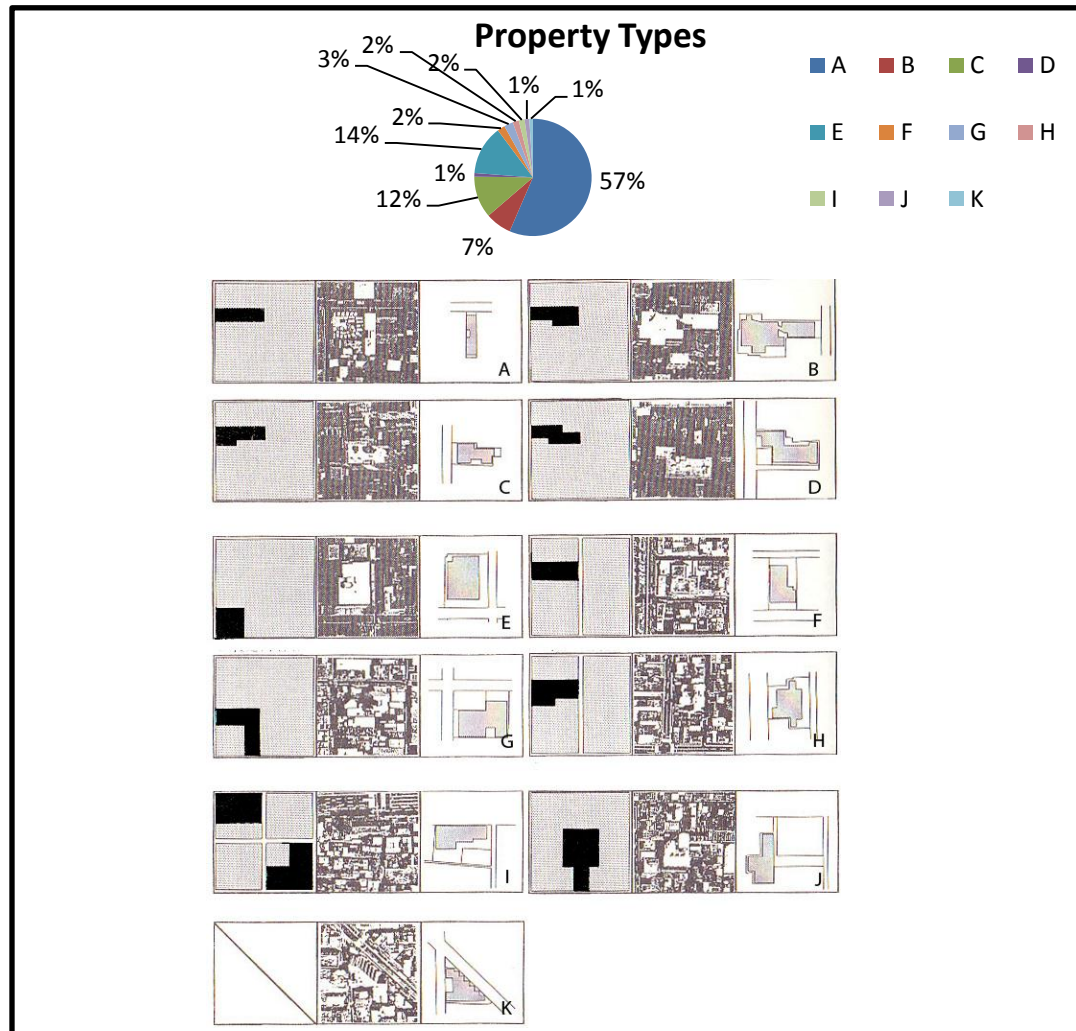 Property Types
2%
2%
3%
1%
1%
2%
14%
1%
57%
12%
7%
A B C D
E F G H
I J K
A
B
C
D
E
F
G
H
I
J
K